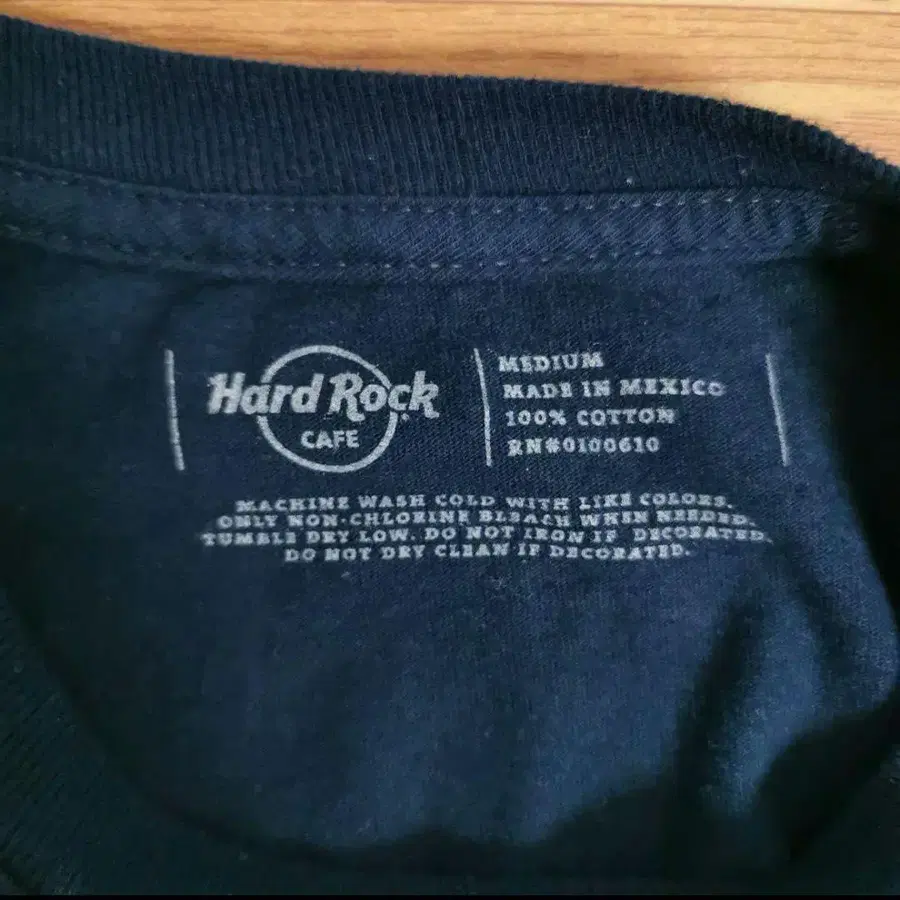 Hard Rock
CAFE
MEDIUM
MADE IN MEXICO
100% COTTON
RN#0100610
MACHINE WASH COLD WITH LIKE COLORS.
ONLY NON-CHLORINE BLEACH WHEN NEEDED.
TUMBLE DRY LOW. DO NOT IRON IF DECORATED.
DO NOT DRY CLEAN IF DECORATED.